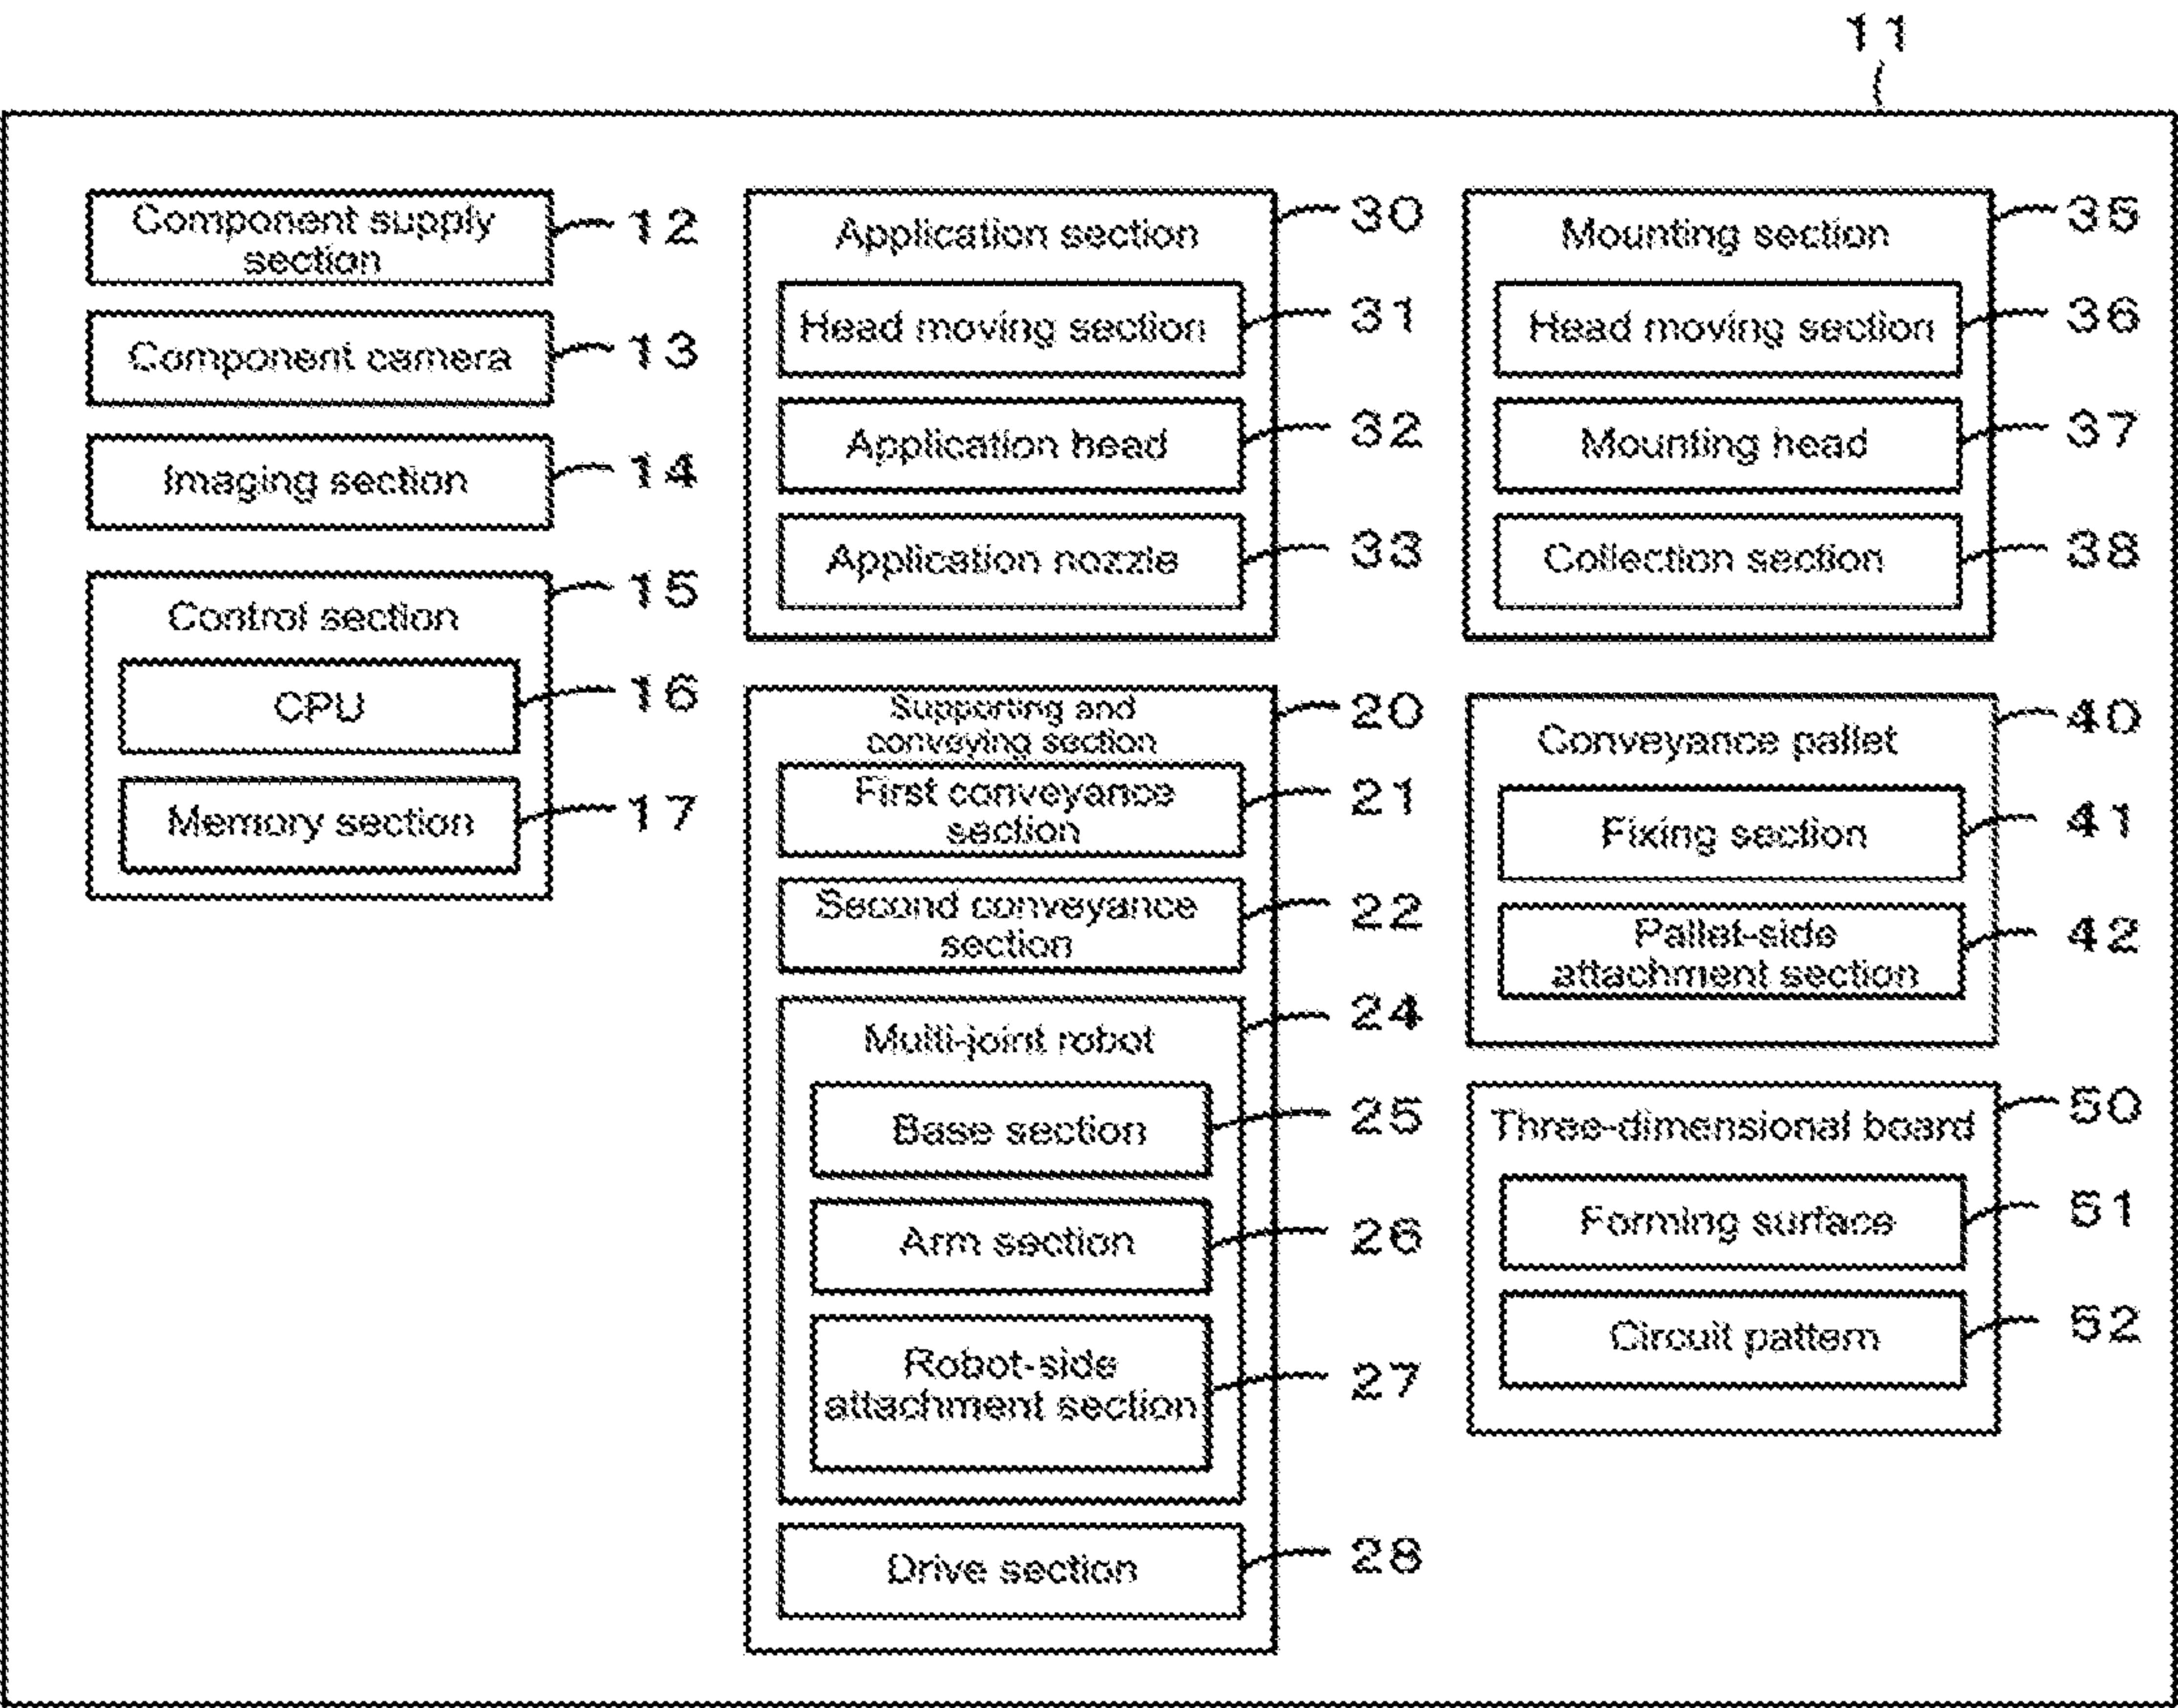 11
Component supply
section
12
Component camera
13
Imaging section
14
Control section
15
CPU
16
Memory section
17
Application section
30
Head moving section
31
Application head
32
Application nozzle
33
Supporting and
conveying section
20
First conveyance
section
21
Second conveyance
section
22
Multi-joint robot
24
Base section
25
Arm section
26
Robot-side
attachment section
27
Drive section
28
Mounting section
35
Head moving section
36
Mounting head
37
Collection section
38
Conveyance pallet
40
Fixing section
41
Pallet-side
attachment section
42
Three-dimensional board
50
Forming surface
51
Circuit pattern
52